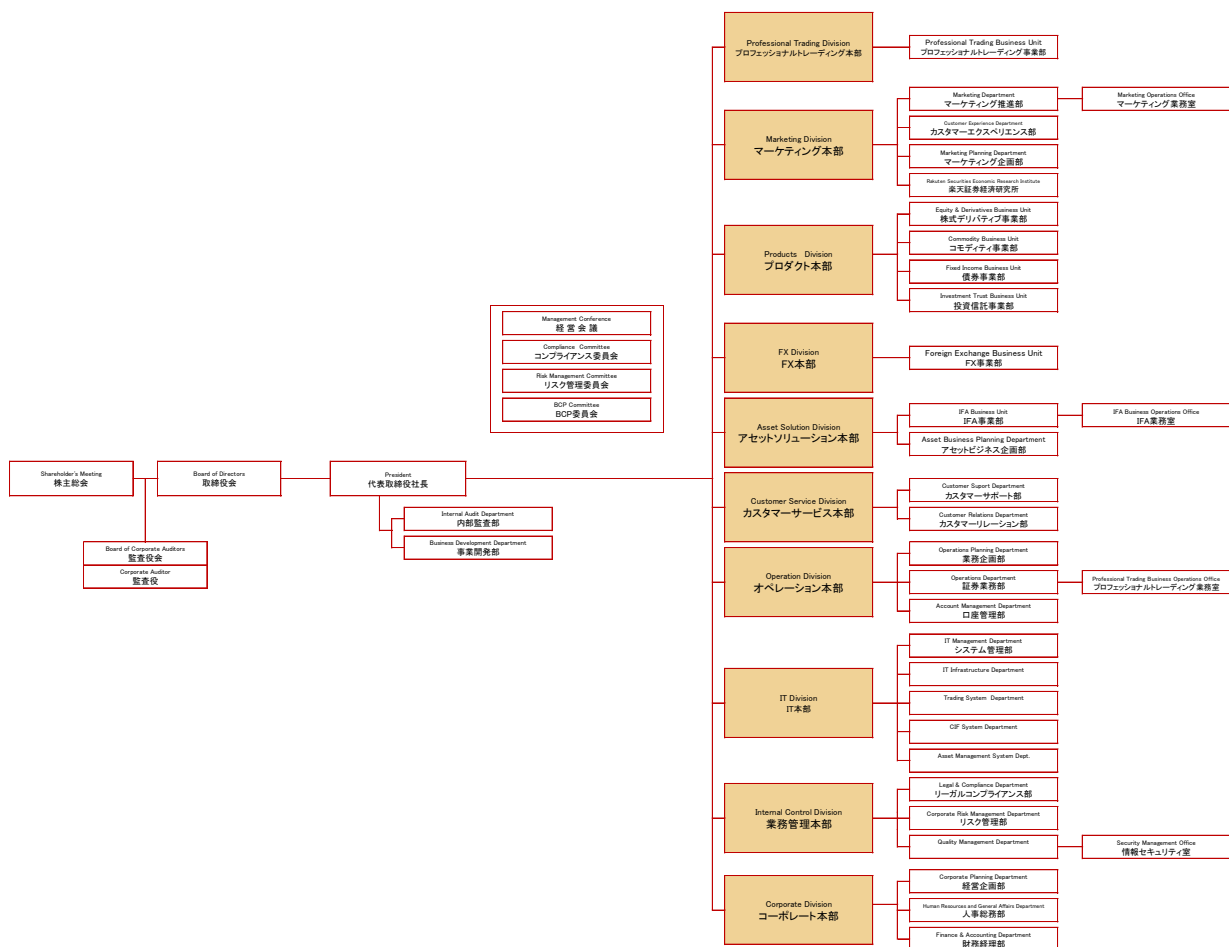 Professional Trading Division
プロフェッショナルトレーディング本部
Professional Trading Business Unit
プロフェッショナルトレーディング事業部
Marketing Division
マーケティング本部
Marketing Department
マーケティング推進部
Marketing Operations Office
マーケティング業務室
Customer Experience Department
カスタマーエクスペリエンス部
Marketing Planning Department
マーケティング企画部
Rakuten Securities Economic Research Institute
楽天証券経済研究所
Products Division
プロダクト本部
Equity & Derivatives Business Unit
株式デリバティブ事業部
Commodity Business Unit
コモディティ事業部
Fixed Income Business Unit
債券事業部
Investment Trust Business Unit
投資信託事業部
Management Conference
経 営 会 議
Compliance Committee
コンプライアンス委員会
Risk Management Committee
リスク管理委員会
BCP Committee
BCP委員会
FX Division
FX本部
Foreign Exchange Business Unit
FX事業部
Asset Solution Division
アセットソリューション本部
IFA Business Unit
IFA事業部
IFA Business Operations Office
IFA業務室
Asset Business Planning Department
アセットビジネス企画部
Shareholder's Meeting
株主総会
Board of Directors
取締役会
President
代表取締役社長
Internal Audit Department
内部監査部
Business Development Department
事業開発部
Board of Corporate Auditors
監査役会
Corporate Auditor
監査役
Customer Service Division
カスタマーサービス本部
Customer Suport Department
カスタマーサポート部
Customer Relations Department
カスタマーリレーション部
Operation Division
オペレーション本部
Operations Planning Department
業務企画部
Operations Department
証券業務部
Professional Trading Business Operations Office
プロフェッショナルトレーディング業務室
Account Management Department
口座管理部
IT Division
IT本部
IT Management Department
システム管理部
IT Infrastructure Department
Trading System Department
CIF System Department
Asset Management System Dept.
Internal Control Division
業務管理本部
Legal & Compliance Department
リーガルコンプライアンス部
Corporate Risk Management Department
リスク管理部
Quality Management Department
Security Management Office
情報セキュリティ室
Corporate Division
コーポレート本部
Corporate Planning Department
経営企画部
Human Resources and General Affairs Department
人事総務部
Finance & Accounting Department
財務経理部